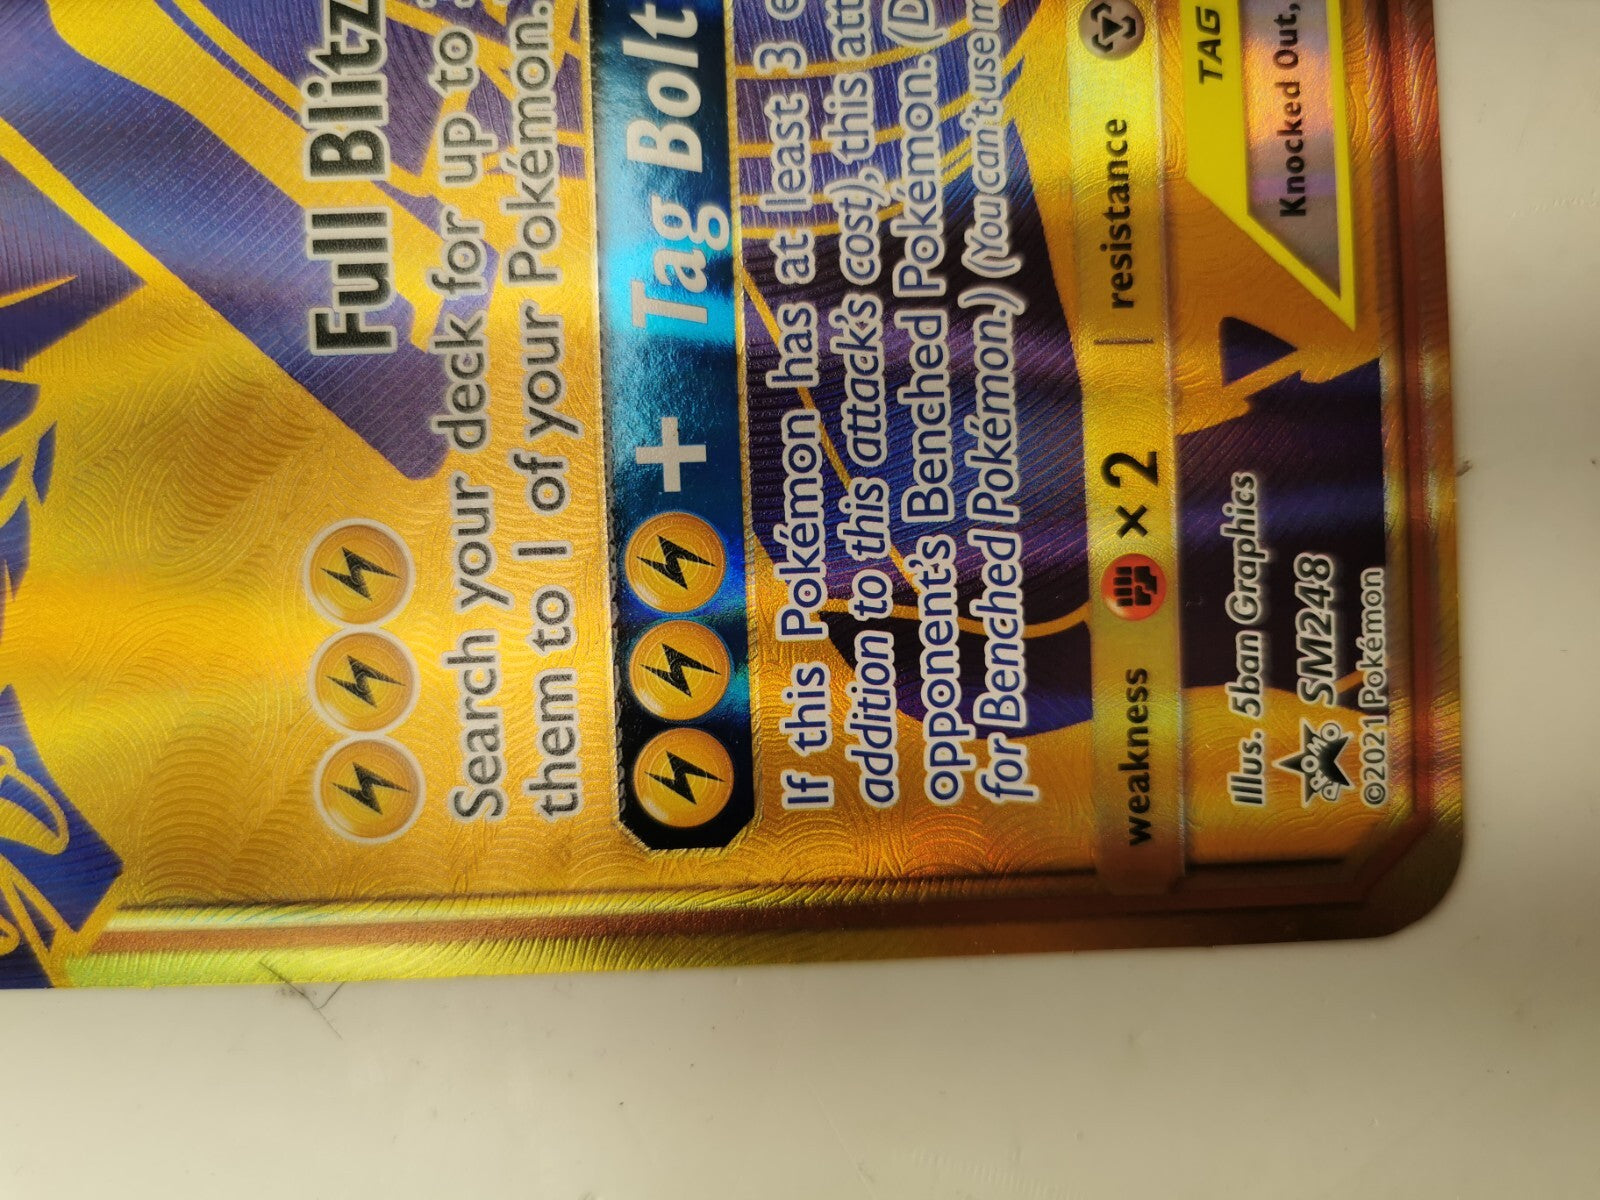 Full Blitz
Search your deck for up to
them to 1 of your Pokémon.
+ Tag Bolt
If this Pokémon has at least 3
addition to this attack's cost), this
opponent's Benched Pokémon. (D
for Benched Pokémon.) (You can't use
weakness ×2 | resistance
TAG
Knocked Out,
Illus. 5ban Graphics
PROMO SM248
©2021 Pokémon